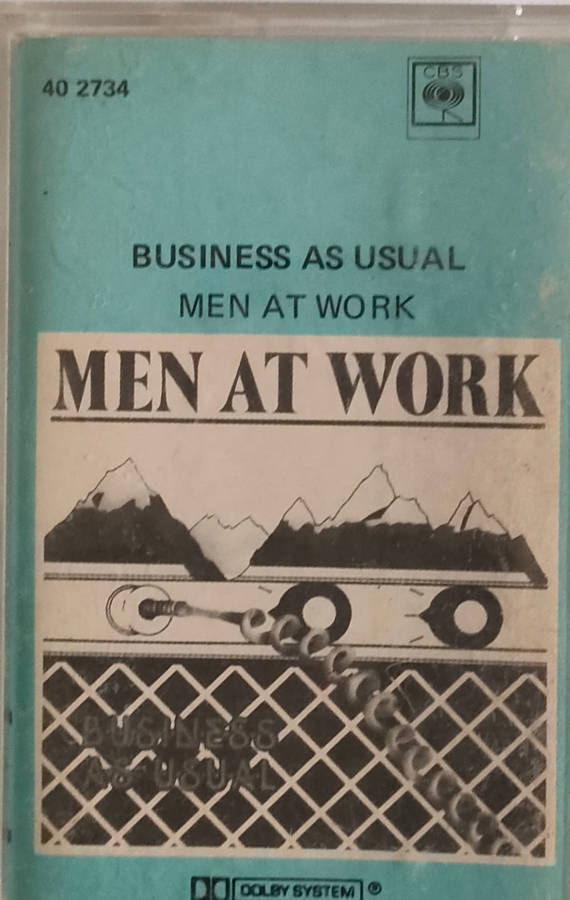 40 2734
CBS
BUSINESS AS USUAL
MEN AT WORK
MEN AT WORK
BUSINESS
AS USUAL
DOLBY SYSTEM ®